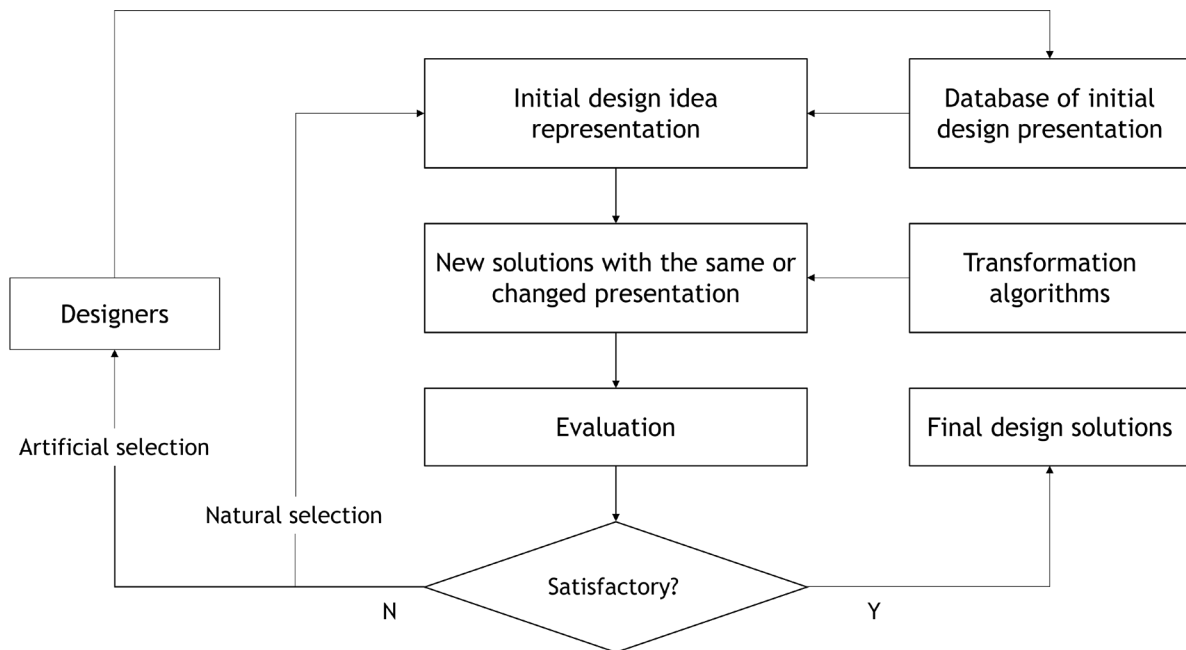 Initial design idea
representation
Database of initial
design presentation
New solutions with the same or
changed presentation
Transformation
algorithms
Designers
Evaluation
Final design solutions
Artificial selection
Natural selection
Satisfactory?
N
Y